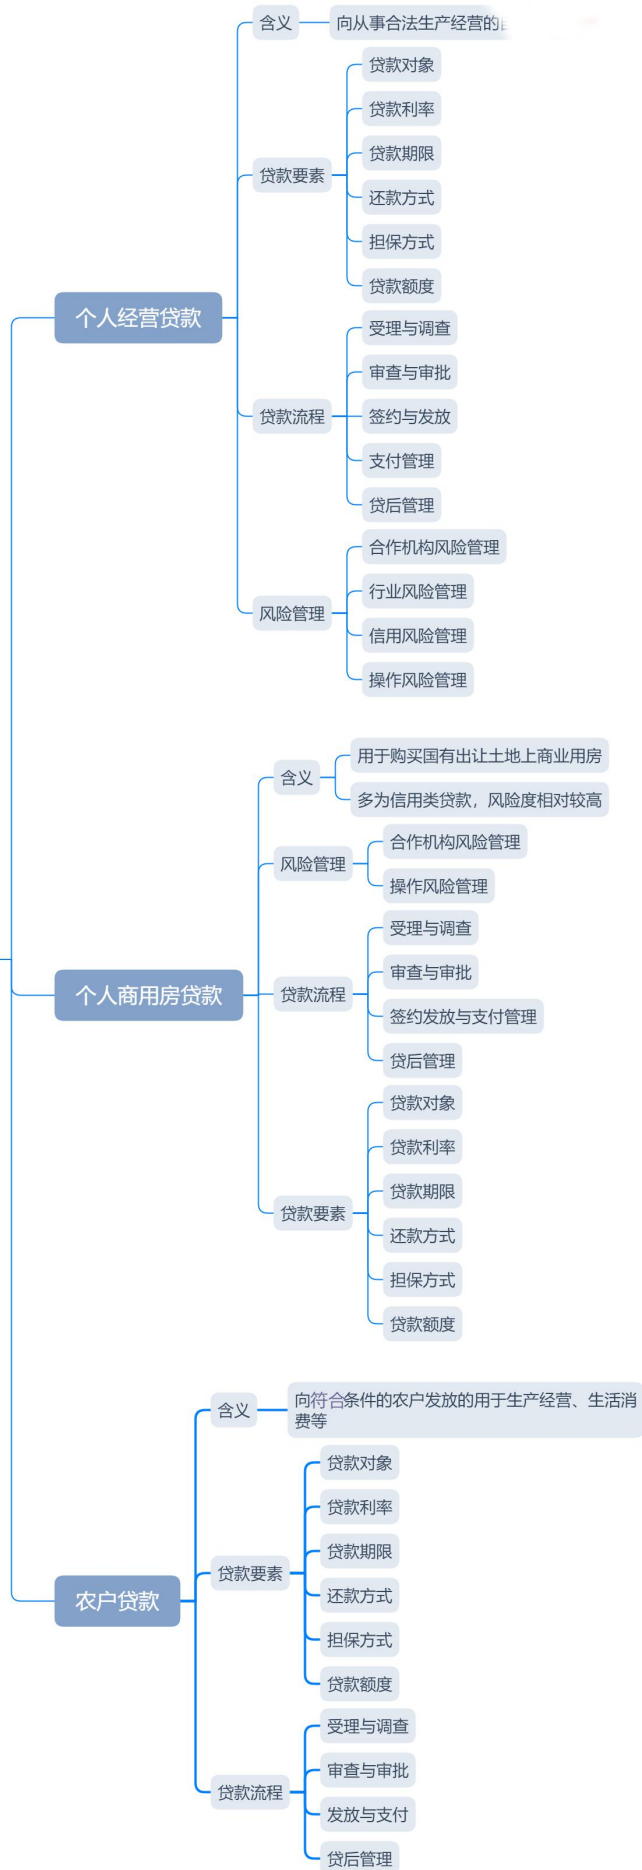 含义
向从事合法生产经营的
贷款对象
贷款利率
贷款期限
贷款要素
还款方式
担保方式
贷款额度
个人经营贷款
受理与调查
审查与审批
贷款流程
签约与发放
支付管理
贷后管理
合作机构风险管理
行业风险管理
风险管理
信用风险管理
操作风险管理
含义
用于购买国有出让土地上商业用房
多为信用类贷款，风险度相对较高
风险管理
合作机构风险管理
操作风险管理
受理与调查
审查与审批
个人商用房贷款
贷款流程
签约发放与支付管理
贷后管理
贷款对象
贷款利率
贷款期限
贷款要素
还款方式
担保方式
贷款额度
含义
向符合条件的农户发放的用于生产经营、生活消
费等
贷款对象
贷款利率
贷款期限
贷款要素
还款方式
农户贷款
担保方式
贷款额度
受理与调查
审查与审批
贷款流程
发放与支付
贷后管理